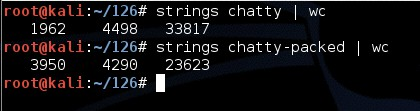 root@kali:~/126# strings chatty | wc
1962 4498 33817
root@kali:~/126# strings chatty-packed | wc
3950 4290 23623
root@kali:~/126#